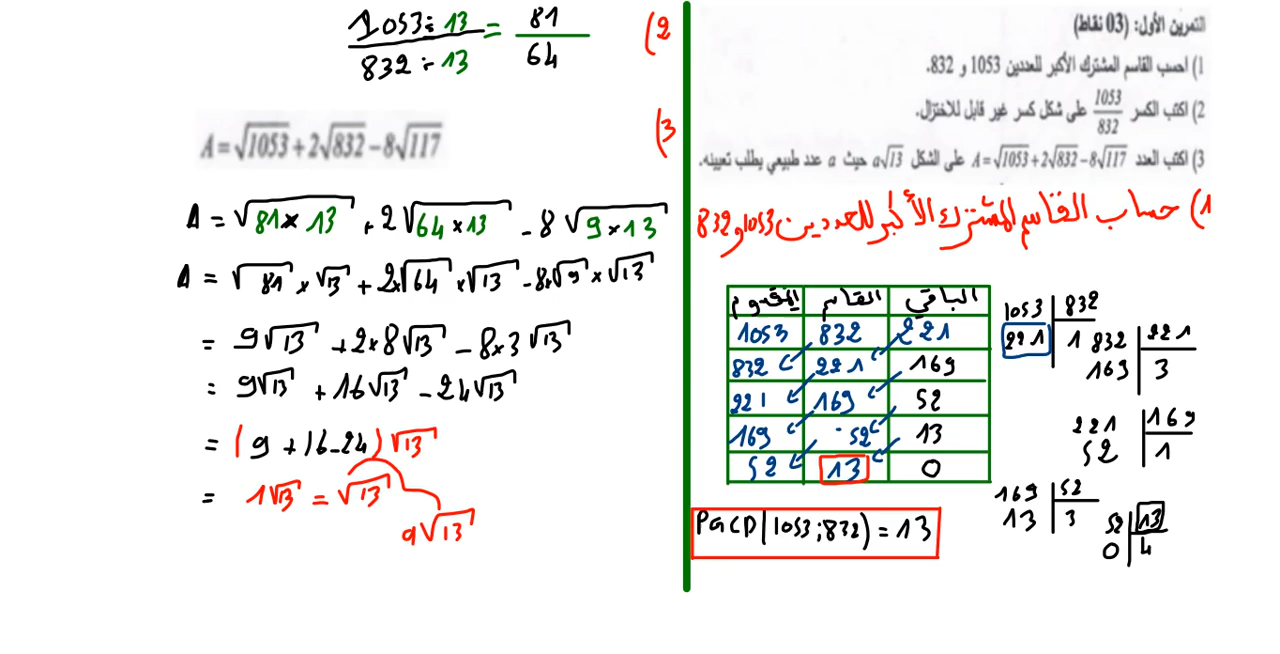 التمرين الأول: (03 نقاط)
1) احسب القاسم المشترك الأكبر للعددين 1053 و 832.
2) اكتب الكسر 1053/832 على شكل كسر غير قابل للاختزال.
3) اكتب العدد A=√1053+2√832−8√117 على الشكل a√13 حيث a عدد طبيعي يطلب تعيينه.
1) حساب القاسم المشترك الأكبر للعددين 1053 و 832
المقسوم القاسم الباقي
1053 832 221
832 221 169
221 169 52
169 52 13
52 13 0
1053 832
221 1
832 221
169 3
221 169
52 1
169 52
13 3
52 13
0 4
PGCD(1053;832)=13
2) 1053÷13 / 832÷13 = 81/64
3)
A=√1053+2√832−8√117
A = √81×13 + 2√64×13 - 8√9×13
A = √81 × √13 + 2×√64 × √13 - 8×√9 × √13
= 9√13 + 2×8√13 - 8×3√13
= 9√13 + 16√13 - 24√13
= (9+16-24)√13
= 1√13 = √13
a√13